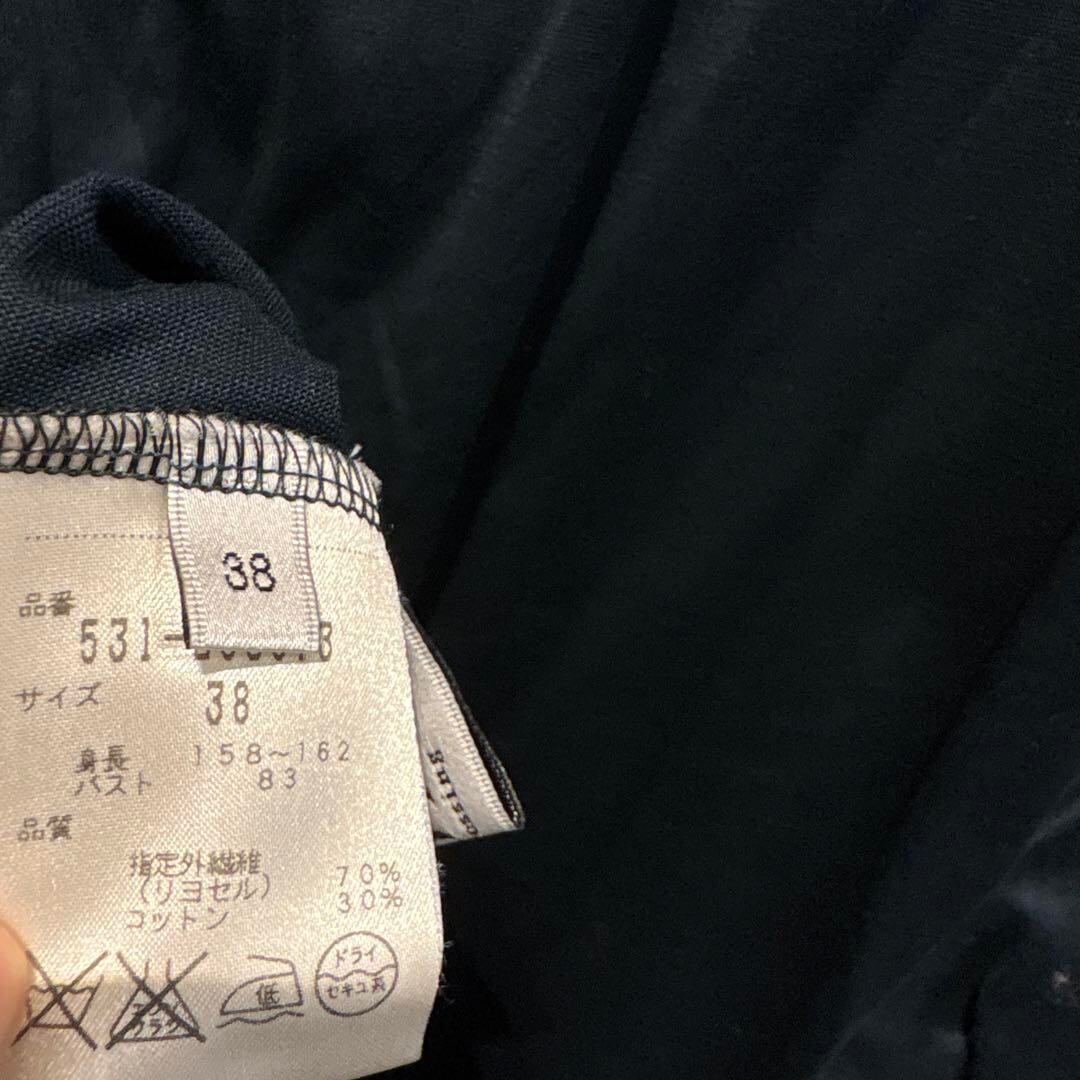 38
品番
531-
サイズ 38
身長 158~162
バスト 83
品質
指定外繊維 70%
(リヨセル)
コットン 30%
低
ドライ
セキユ系
ossing